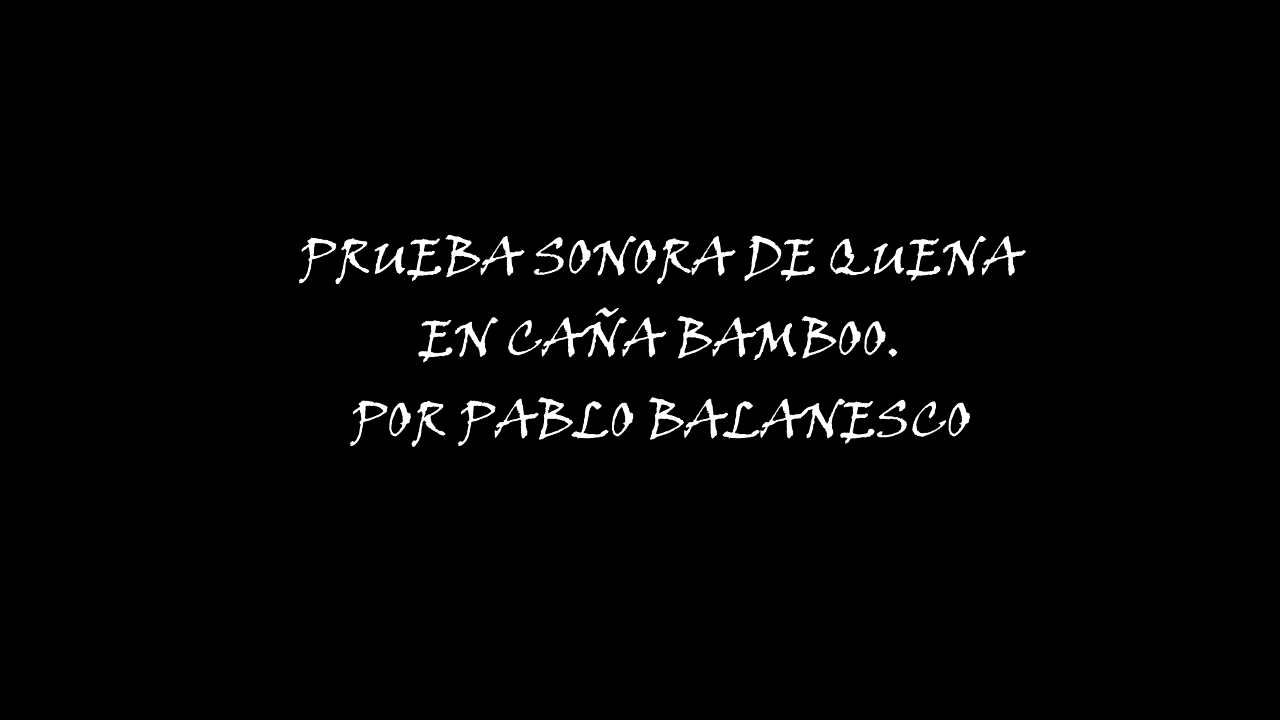 PRUEBA SONORA DE QUENA
EN CAÑA BAMBOO.
POR PABLO BALANESCO